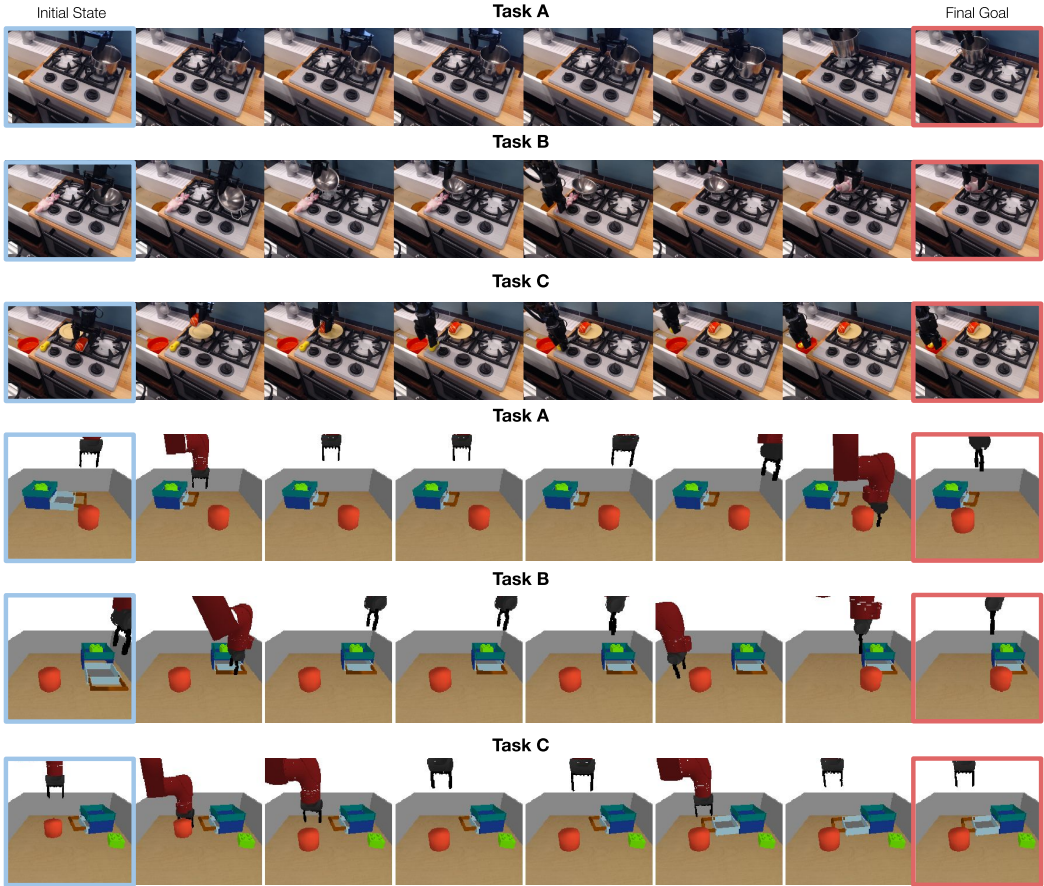 Initial State
Task A
Final Goal
Task B
Task C
Task A
Task B
Task C